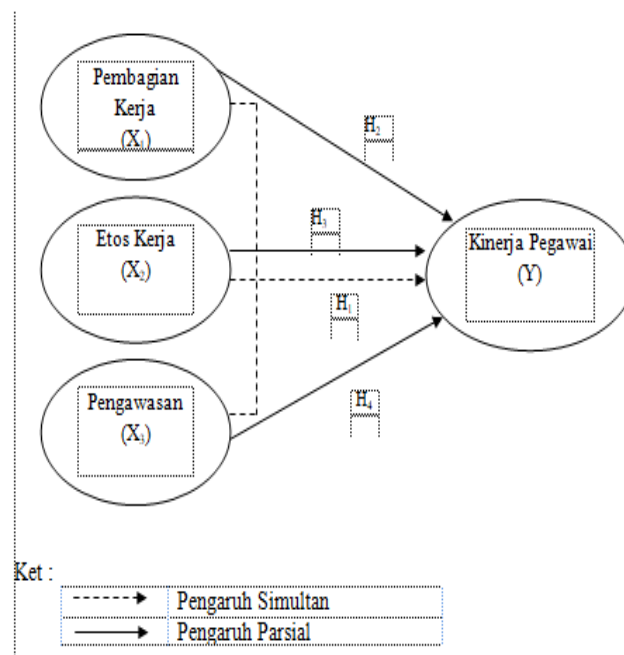 Pembagian
Kerja
(X₁)
H₂
Etos Kerja
(X₂)
H₃
Kinerja Pegawai
(Y)
H₁
Pengawasan
(X₃)
H₄
Ket :
Pengaruh Simultan
Pengaruh Parsial